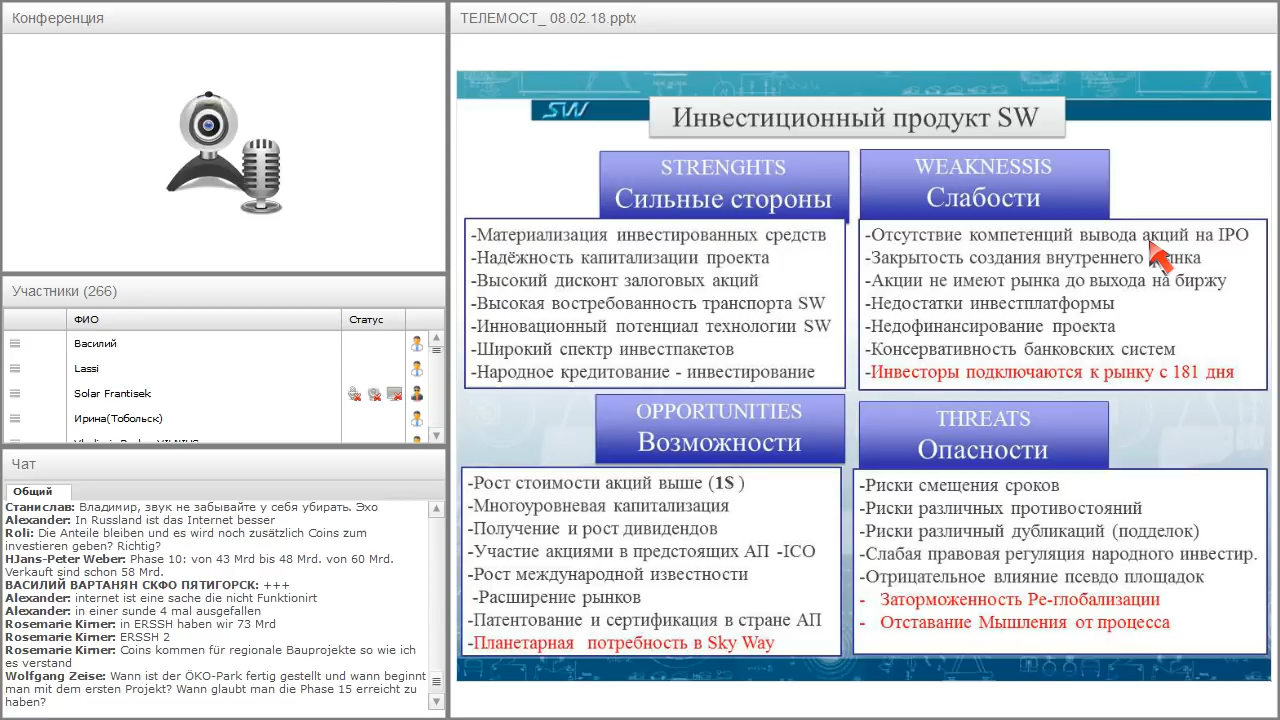 Конференция
Участники (266)
ФИО
Статус
Василий
Lassi
Solar Frantisek
Ирина(Тобольск)
Чат
Общий
Станислав: Владимир, звук не забывайте у себя убирать. Эхо
Alexander: In Russland ist das Internet besser
Roli: Die Anteile bleiben und es wird noch zusätzlich Coins zum
investieren geben? Richtig?
HJans-Peter Weber: Phase 10: von 43 Mrd bis 48 Mrd. von 60 Mrd.
Verkauft sind schon 58 Mrd.
ВАСИЛИЙ ВАРТАНЯН СКФО ПЯТИГОРСК: +++
Alexander: internet ist eine sache die nicht Funktionirt
Alexander: in einer sunde 4 mal ausgefallen
Rosemarie Kirner: in ERSSH haben wir 73 Mrd
Rosemarie Kirner: ERSSH 2
Rosemarie Kirner: Coins kommen für regionale Bauprojekte so wie ich
es verstand
Wolfgang Zeise: Wann ist der ÖKO-Park fertig gestellt und wann beginnt
man mit dem ersten Projekt? Wann glaubt man die Phase 15 erreicht zu
haben?
ТЕЛЕМОСТ_ 08.02.18.pptx
SW
Инвестиционный продукт SW
STRENGHTS
Сильные стороны
-Материализация инвестированных средств
-Надёжность капитализации проекта
-Высокий дисконт залоговых акций
-Высокая востребованность транспорта SW
-Инновационный потенциал технологии SW
-Широкий спектр инвестпакетов
-Народное кредитование - инвестирование
WEAKNESSIS
Слабости
-Отсутствие компетенций вывода акций на IPO
-Закрытость создания внутреннего рынка
-Акции не имеют рынка до выхода на биржу
-Недостатки инвестплатформы
-Недофинансирование проекта
-Консервативность банковских систем
-Инвесторы подключаются к рынку с 181 дня
OPPORTUNITIES
Возможности
-Рост стоимости акций выше (1$ )
-Многоуровневая капитализация
-Получение и рост дивидендов
-Участие акциями в предстоящих АП -ICO
-Рост международной известности
-Расширение рынков
-Патентование и сертификация в стране АП
-Планетарная потребность в Sky Way
THREATS
Опасности
-Риски смещения сроков
-Риски различных противостояний
-Риски различный дубликаций (подделок)
-Слабая правовая регуляция народного инвестир.
-Отрицательное влияние псевдо площадок
- Заторможенность Ре-глобализации
- Отставание Мышления от процесса